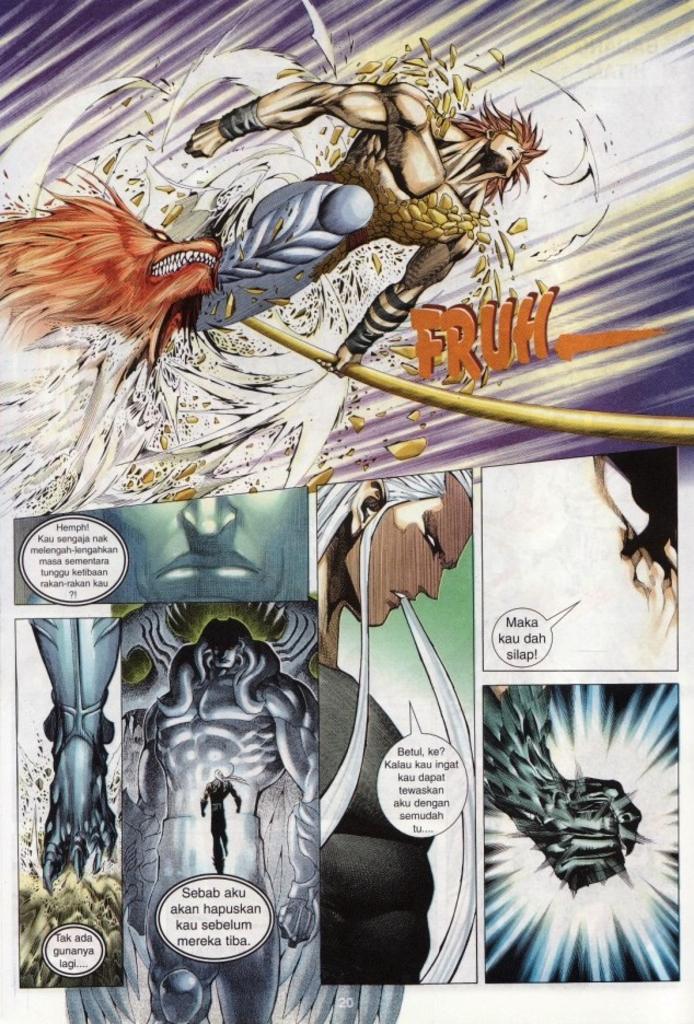 FRUH
Hemph!
Kau sengaja nak
melengah-lengahkan
masa sementara
tunggu ketibaan
rakan-rakan kau
?!
Tak ada
gunanya
lagi....
Sebab aku
akan hapuskan
kau sebelum
mereka tiba.
Betul, ke?
Kalau kau ingat
kau dapat
tewaskan
aku dengan
semudah
tu....
Maka
kau dah
silap!
20